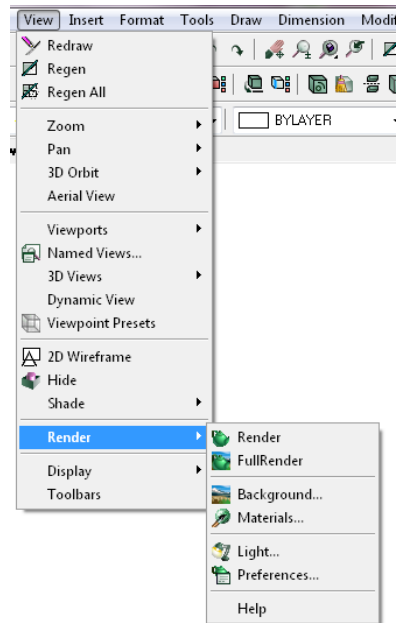 View Insert Format Tools Draw Dimension Modif
Redraw
Regen
Regen All
BYLAYER
Zoom
Pan
3D Orbit
Aerial View
Viewports
Named Views...
3D Views
Dynamic View
Viewpoint Presets
2D Wireframe
Hide
Shade
Render
Display
Toolbars
Render
FullRender
Background...
Materials...
Light...
Preferences...
Help